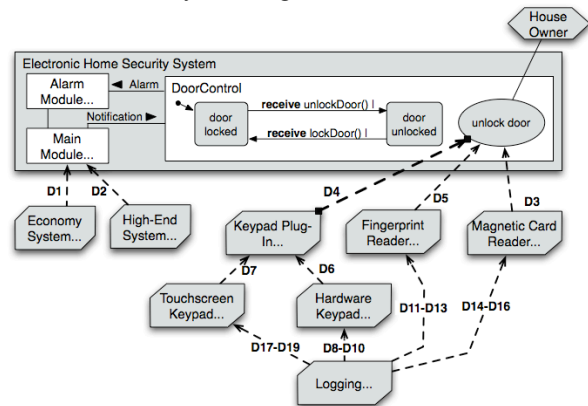 House
Owner
Electronic Home Security System
Alarm
Module...
Alarm
DoorControl
Notification
Main
Module...
door
locked
receive unlockDoor() |
receive lockDoor() |
door
unlocked
unlock door
D1
D2
D4
D5
D3
Economy
System...
High-End
System...
Keypad Plug-
In...
Fingerprint
Reader...
Magnetic Card
Reader...
D7
D6
Touchscreen
Keypad...
Hardware
Keypad...
D11-D13
D14-D16
D17-D19
D8-D10
Logging...